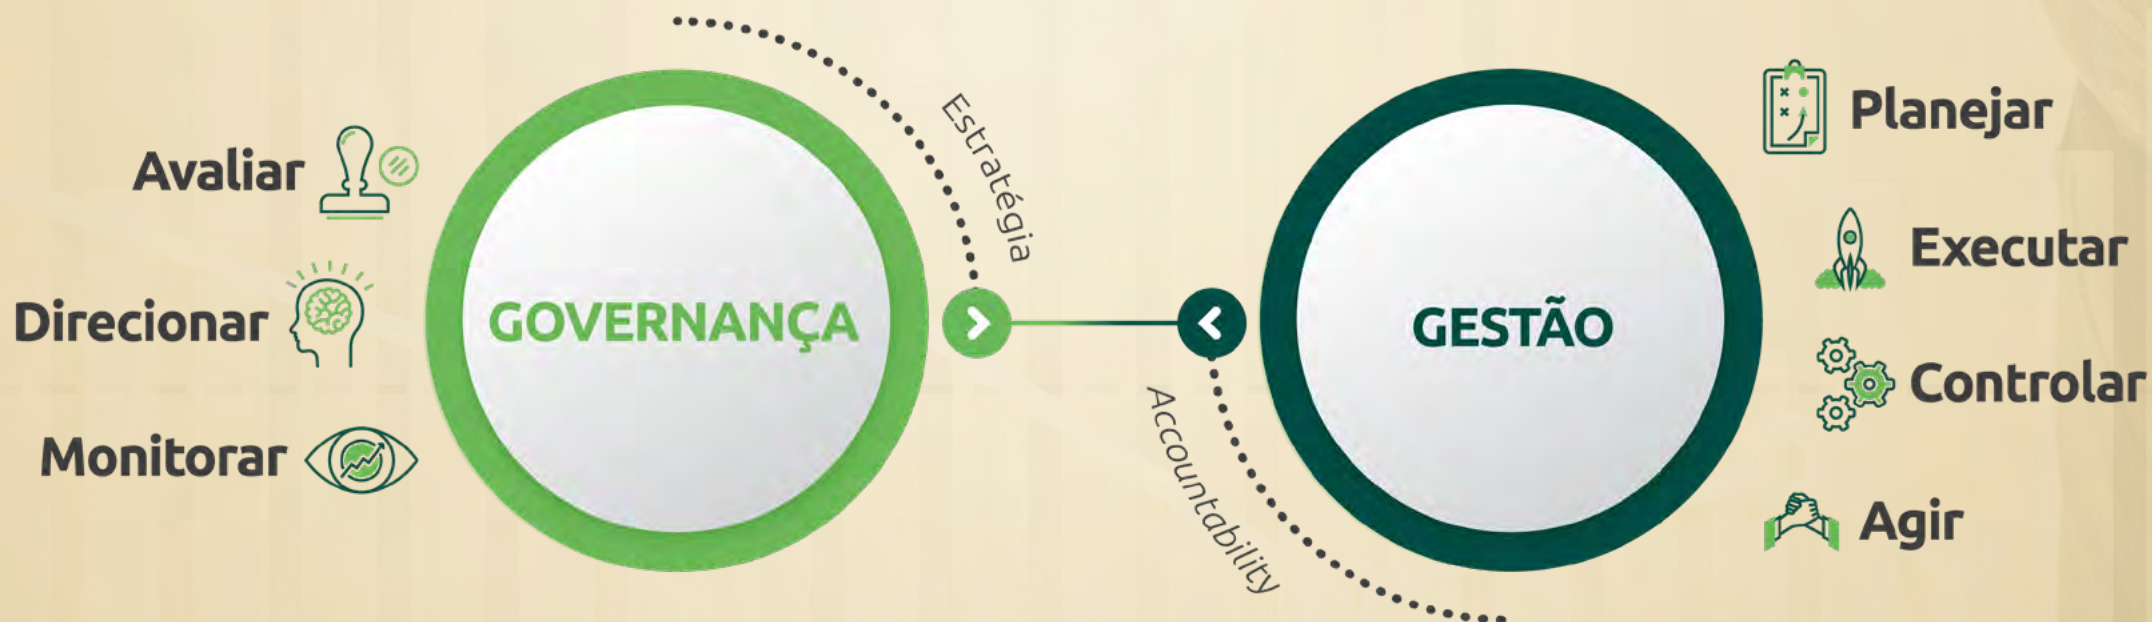 Avaliar
Direcionar
Monitorar
GOVERNANÇA
Estratégia
Accountability
GESTÃO
Planejar
Executar
Controlar
Agir